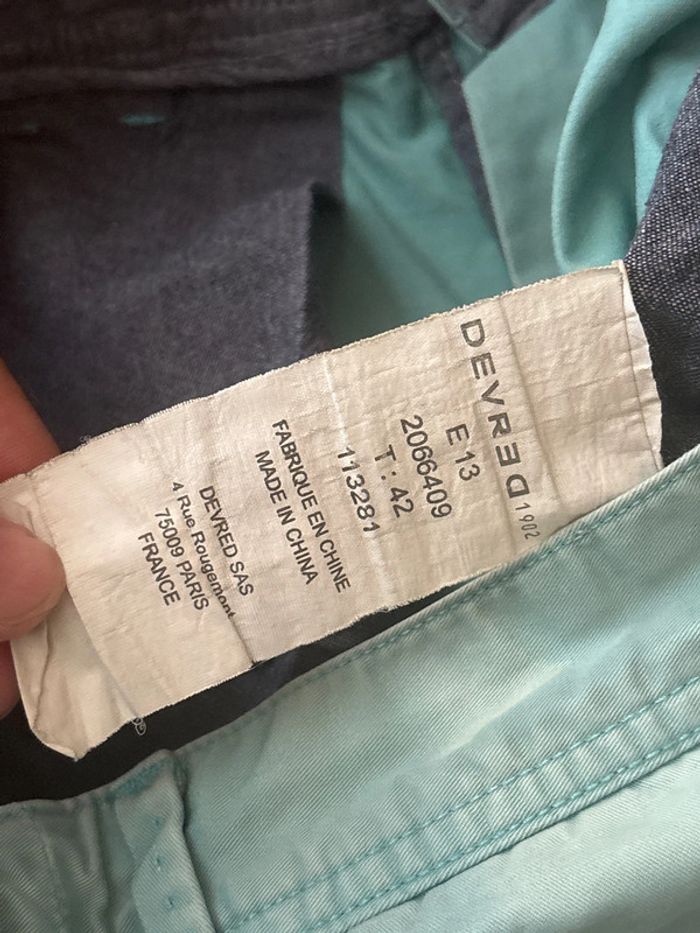 DEVRED 1902
E 13
2066409
T : 42
113281
FABRIQUE EN CHINE
MADE IN CHINA
DEVRED SAS
4 Rue Rougemont
75009 PARIS
FRANCE